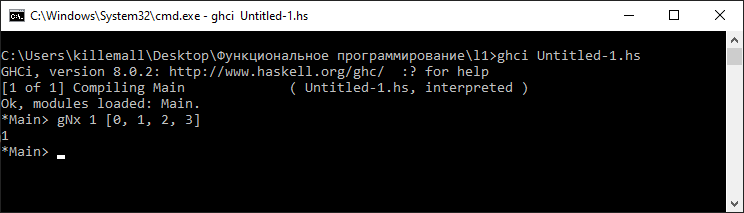 C:\Windows\System32\cmd.exe - ghci  Untitled-1.hs
C:\Users\killemall\Desktop\Функциональное программирование\l1>ghci Untitled-1.hs
GHCi, version 8.0.2: http://www.haskell.org/ghc/  :? for help
[1 of 1] Compiling Main             ( Untitled-1.hs, interpreted )
Ok, modules loaded: Main.
*Main> gNx 1 [0, 1, 2, 3]
1
*Main>